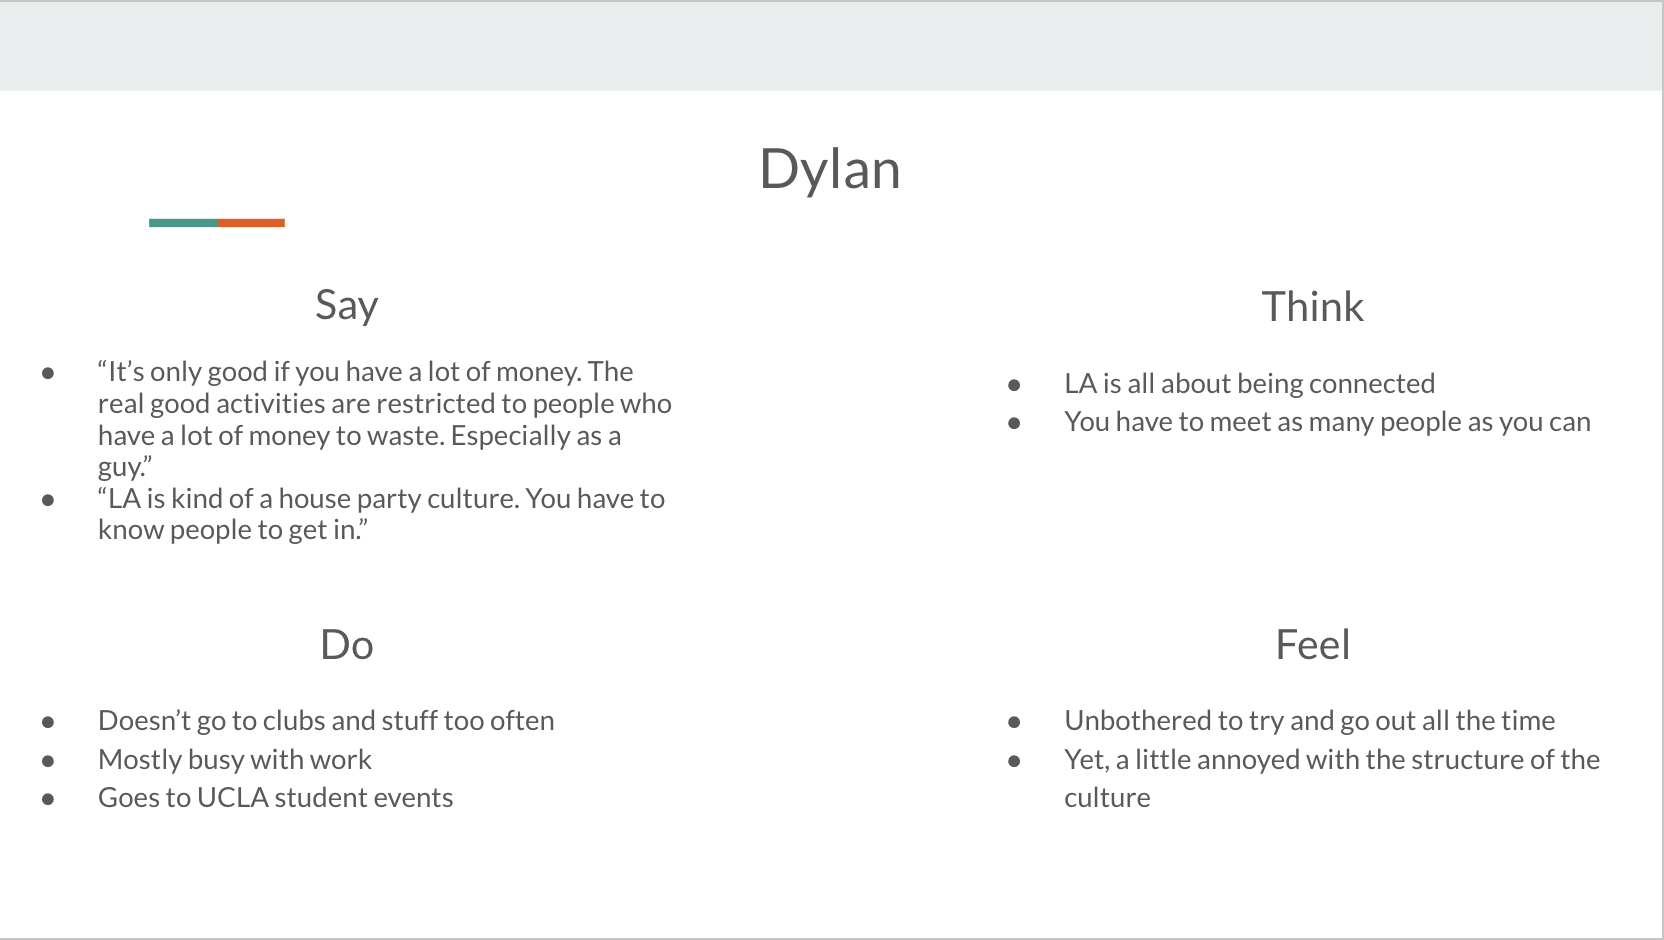 Dylan
Say
● “It’s only good if you have a lot of money. The
real good activities are restricted to people who
have a lot of money to waste. Especially as a
guy.”
● “LA is kind of a house party culture. You have to
know people to get in.”
Think
● LA is all about being connected
● You have to meet as many people as you can
Do
● Doesn’t go to clubs and stuff too often
● Mostly busy with work
● Goes to UCLA student events
Feel
● Unbothered to try and go out all the time
● Yet, a little annoyed with the structure of the
culture